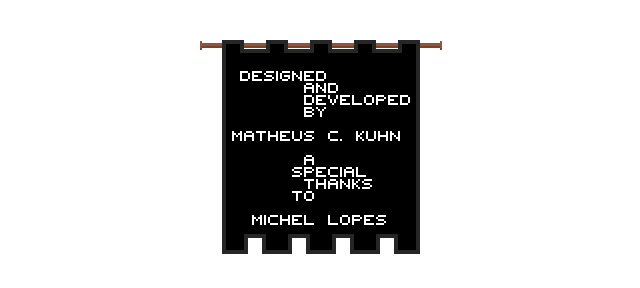 DESIGNED
AND
DEVELOPED
BY
MATHEUS C. KUHN
A
SPECIAL
THANKS
TO
MICHEL LOPES